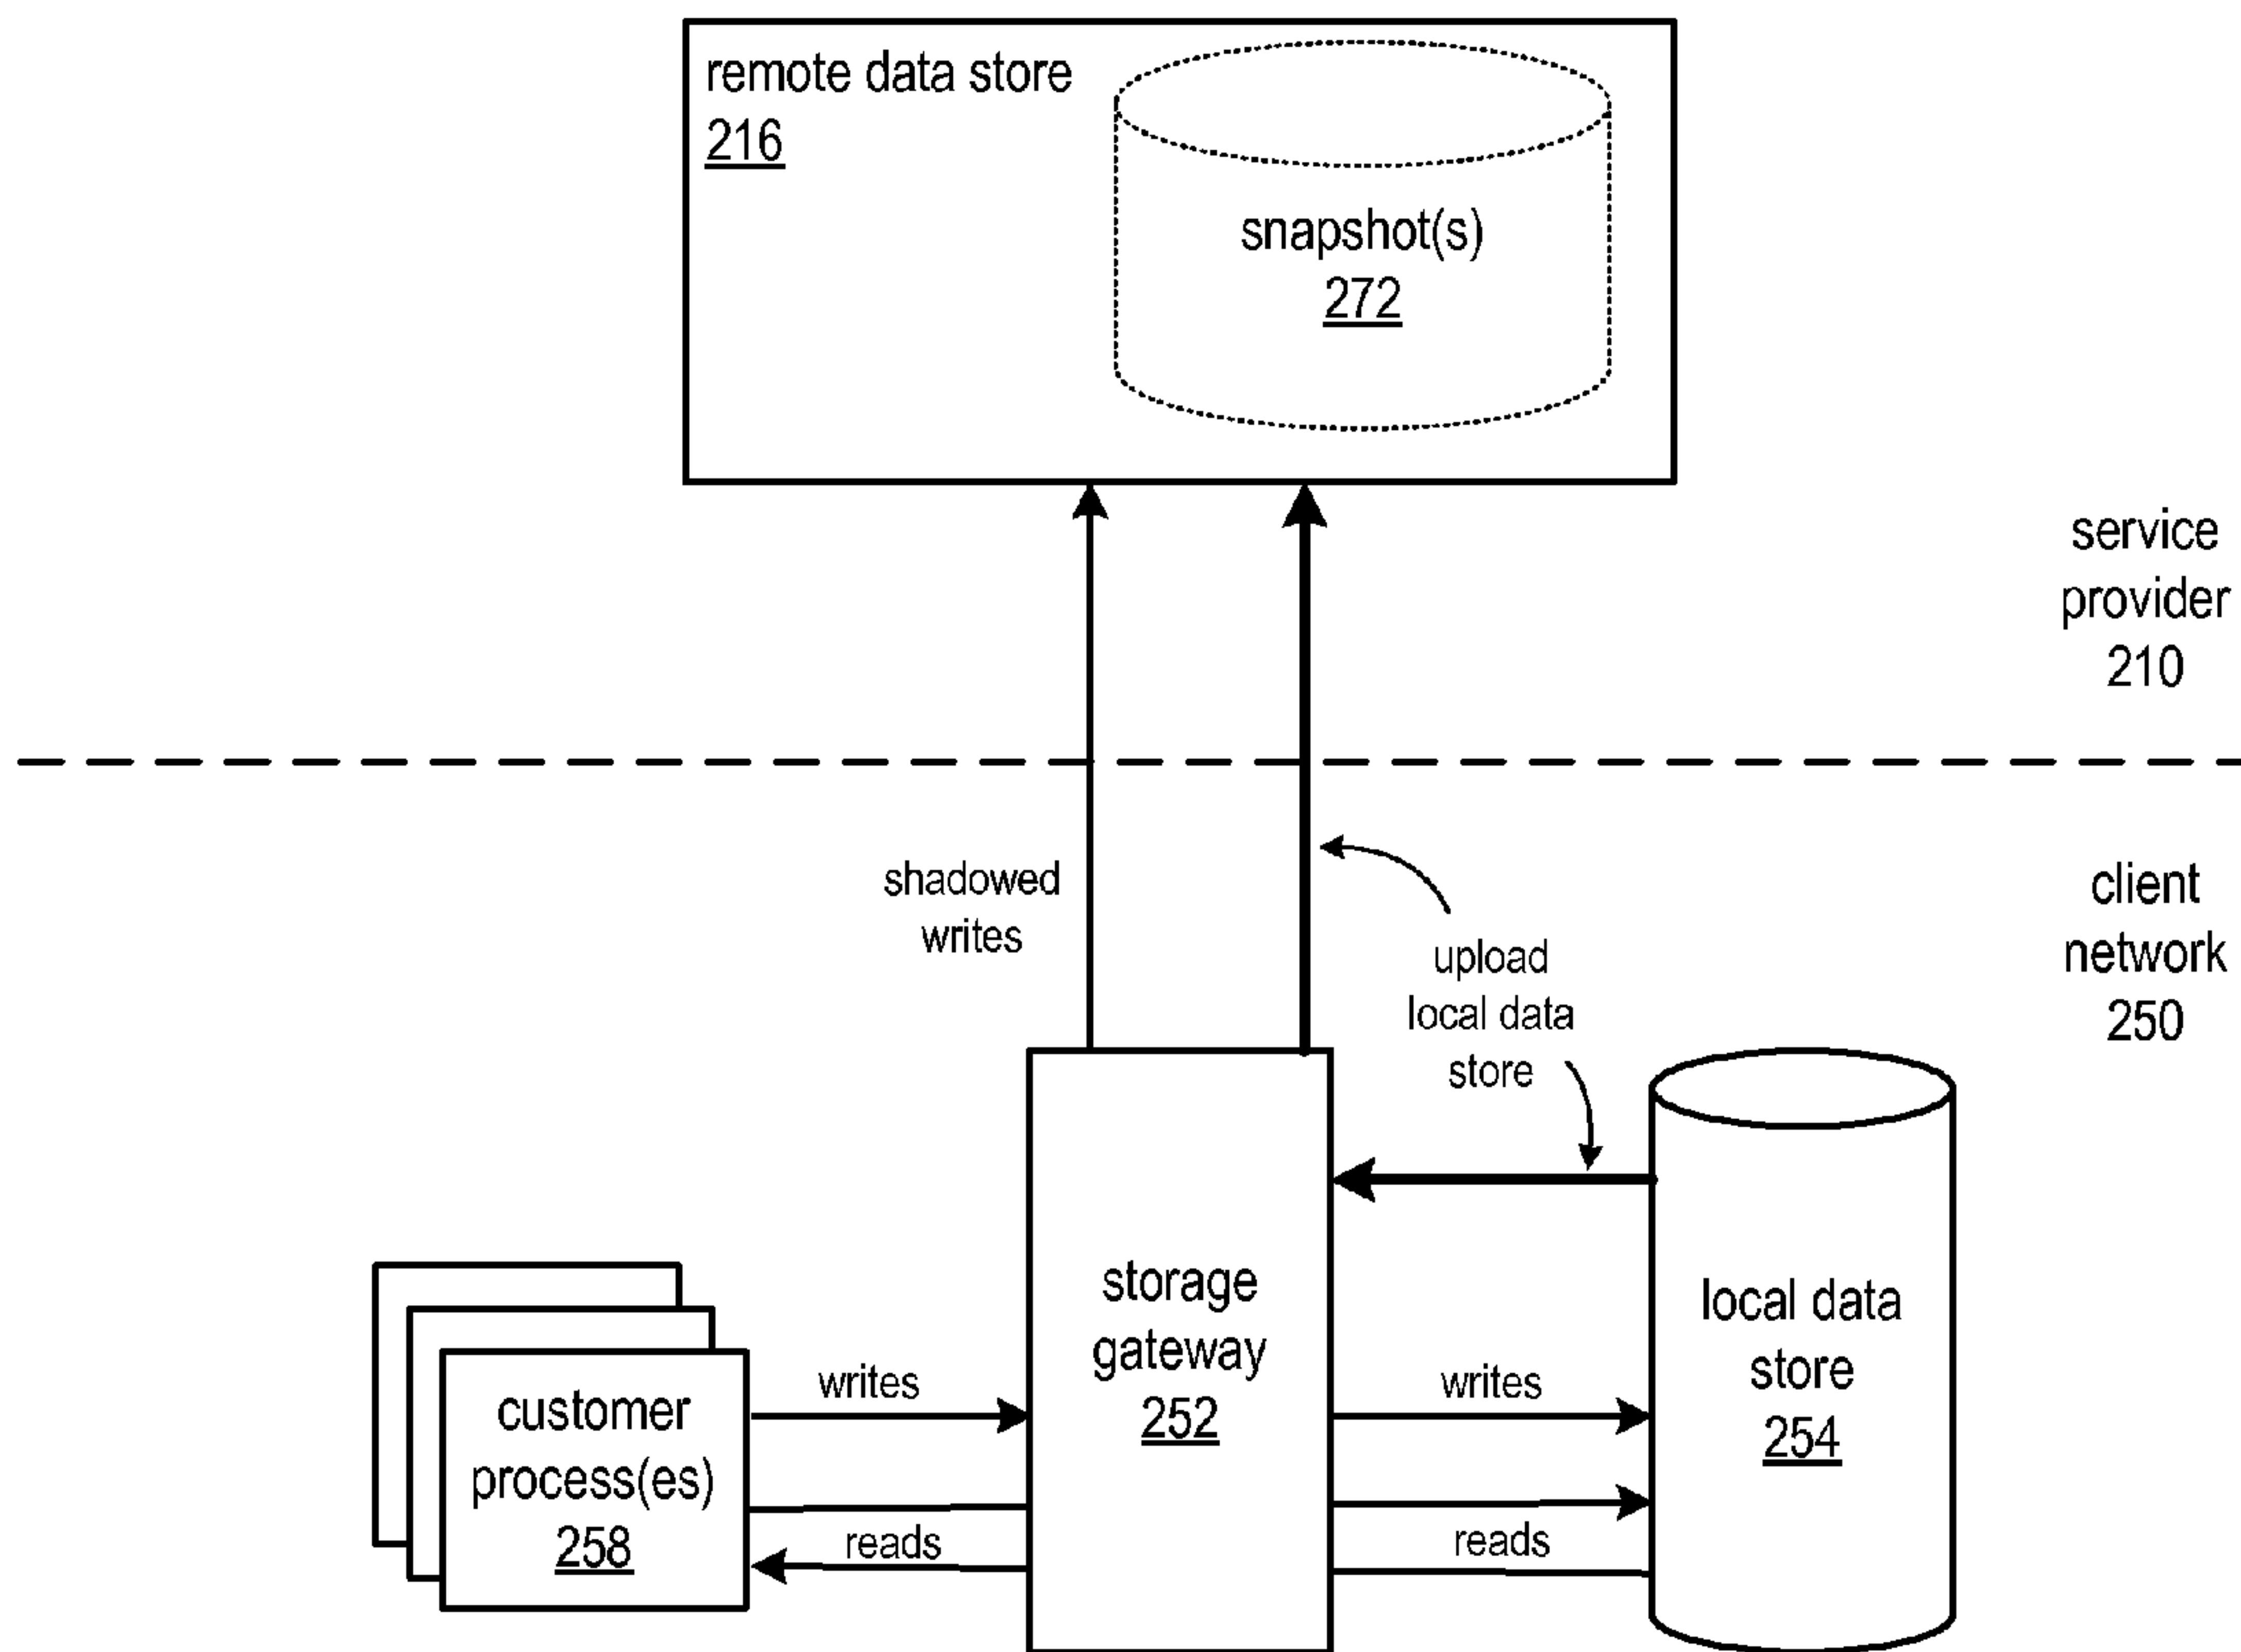 remote data store
216
snapshot(s)
272
service
provider
210
client
network
250
shadowed
writes
upload
local data
store
storage
gateway
252
local data
store
254
customer
process(es)
258
writes
reads
writes
reads